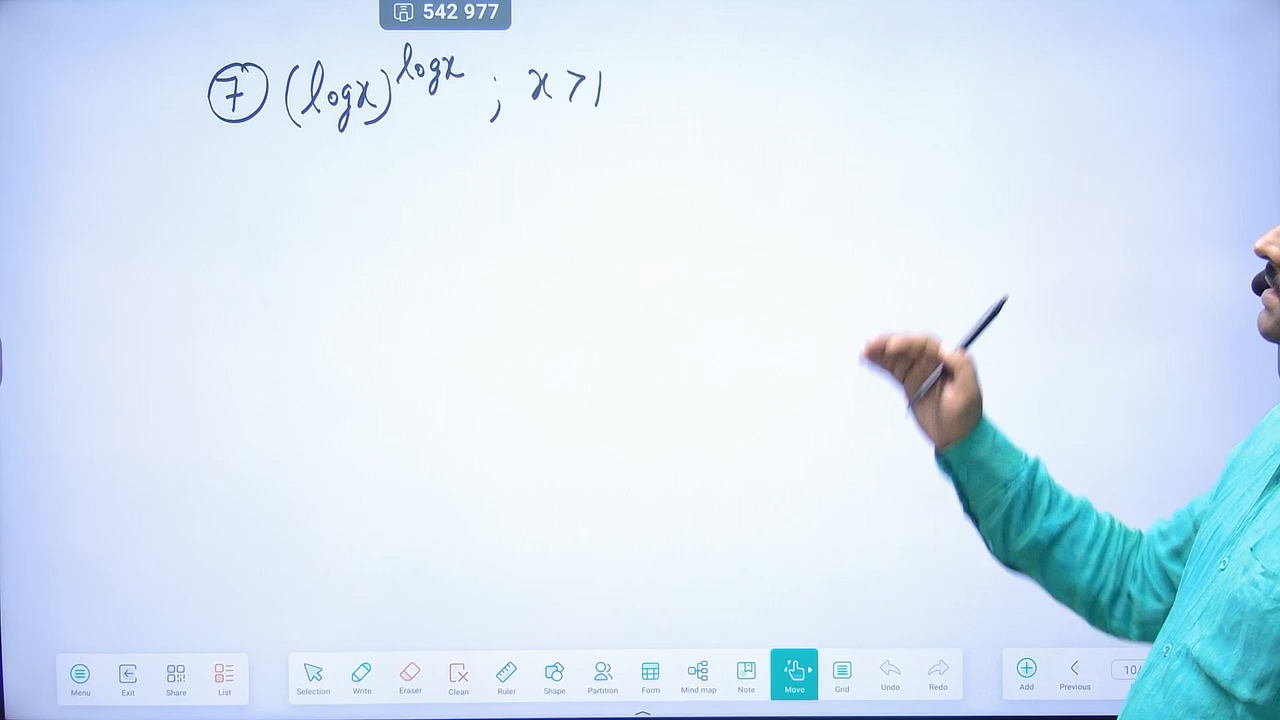 542 977
⑦ (logx)^logx ; x > 1
Menu Exit Share List Selection Write Eraser Clean Ruler Shape Partition Form Mind map Note Move Grid Undo Redo Add Previous 10/